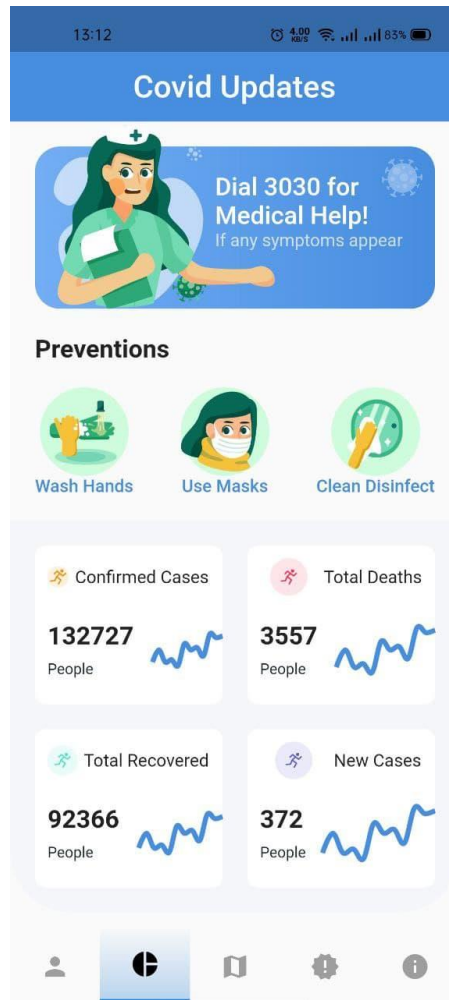 13:12
4.00
KB/S
83%
Covid Updates
Dial 3030 for
Medical Help!
If any symptoms appear
Preventions
Wash Hands
Use Masks
Clean Disinfect
Confirmed Cases
132727
People
Total Deaths
3557
People
Total Recovered
92366
People
New Cases
372
People